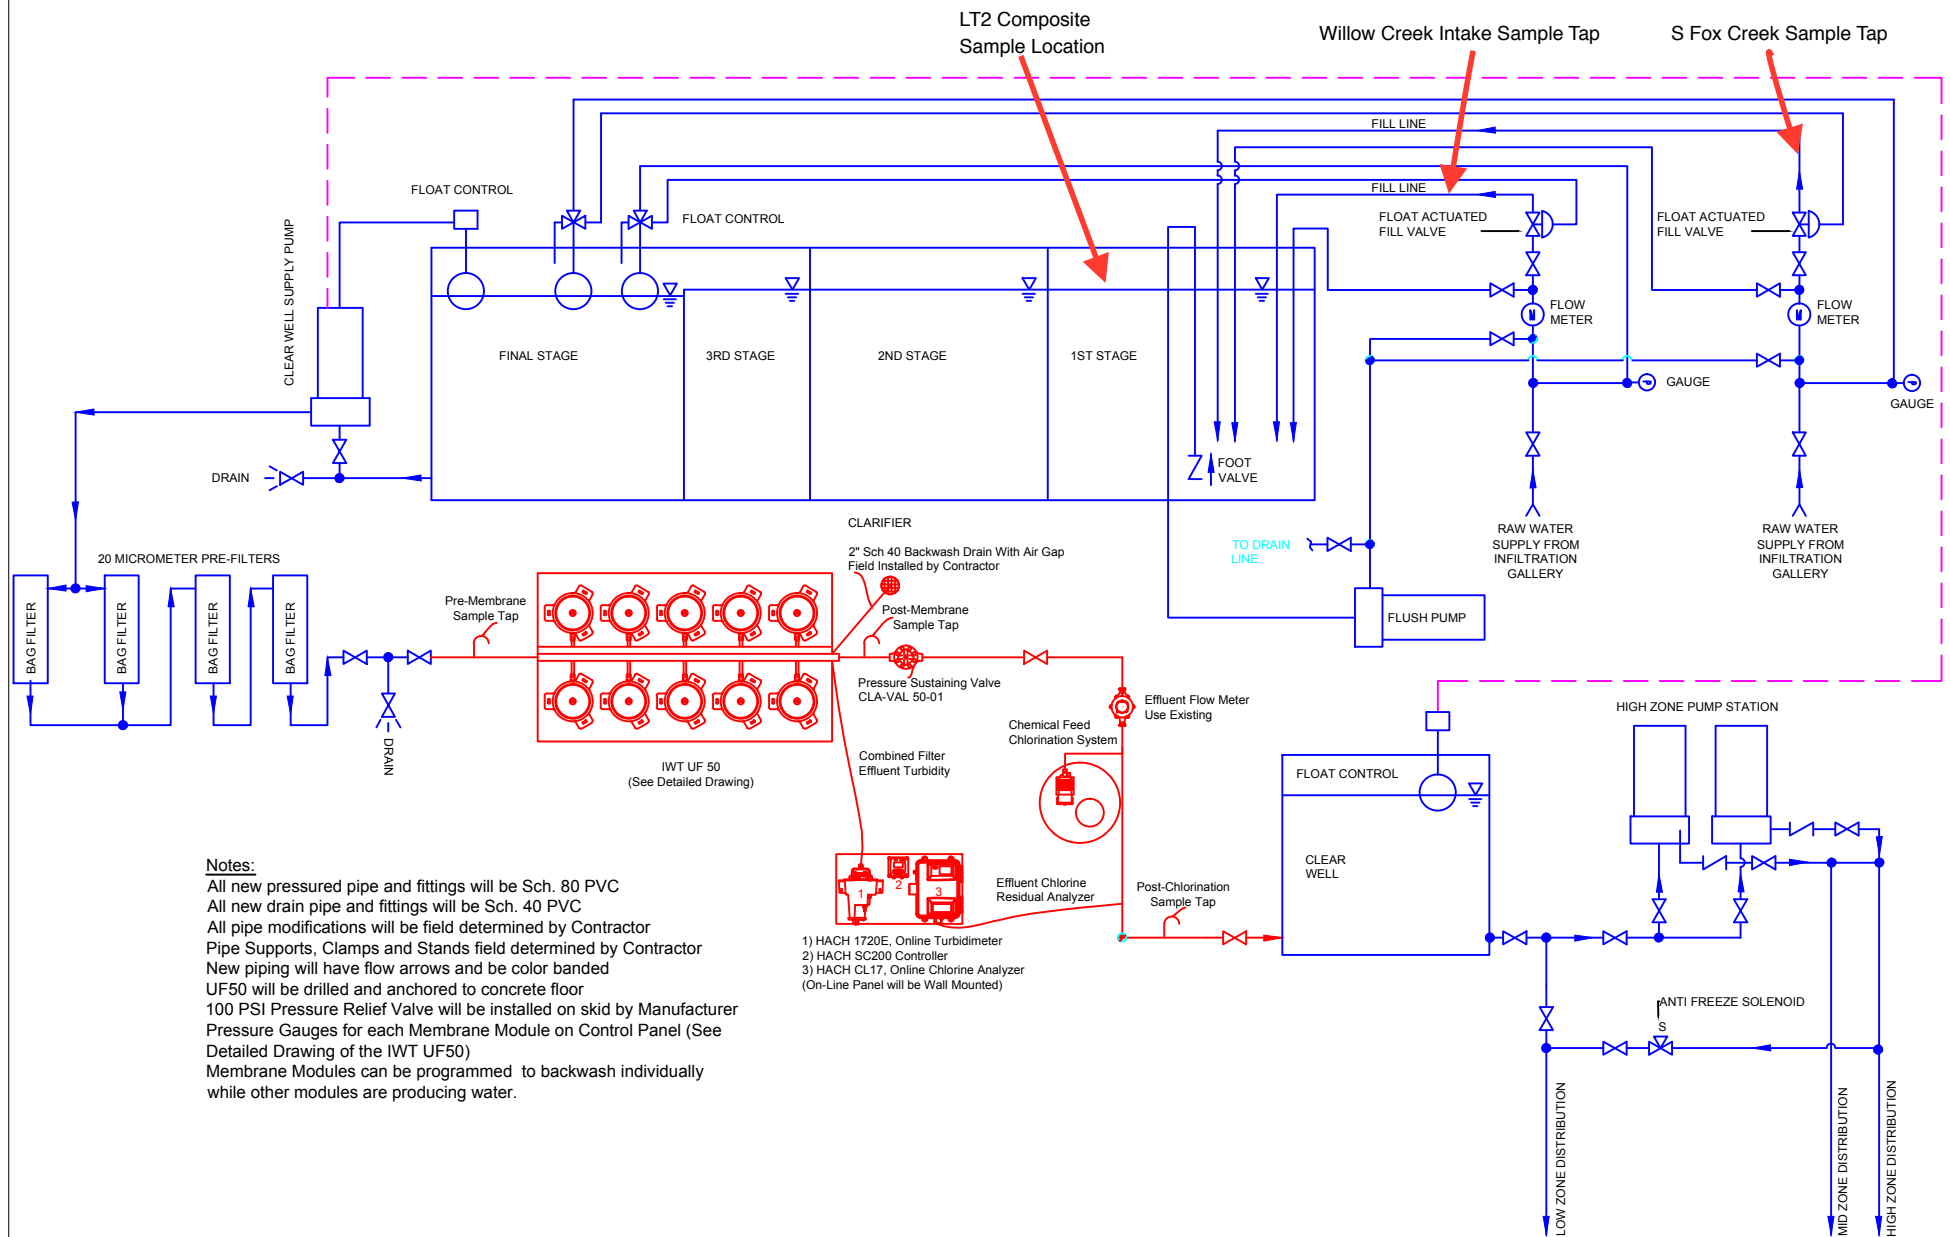 LT2 Composite
Sample Location
Willow Creek Intake Sample Tap
S Fox Creek Sample Tap
FILL LINE
FILL LINE
FLOAT CONTROL
FLOAT CONTROL
FLOAT ACTUATED
FILL VALVE
FLOAT ACTUATED
FILL VALVE
CLEAR WELL SUPPLY PUMP
FLOW
METER
FLOW
METER
FINAL STAGE
3RD STAGE
2ND STAGE
1ST STAGE
P
GAUGE
P
GAUGE
FOOT
VALVE
DRAIN
CLARIFIER
RAW WATER
SUPPLY FROM
INFILTRATION
GALLERY
RAW WATER
SUPPLY FROM
INFILTRATION
GALLERY
TO DRAIN
LINE
FLUSH PUMP
20 MICROMETER PRE-FILTERS
BAG FILTER
BAG FILTER
BAG FILTER
BAG FILTER
DRAIN
Pre-Membrane
Sample Tap
2" Sch 40 Backwash Drain With Air Gap
Field Installed by Contractor
Post-Membrane
Sample Tap
Pressure Sustaining Valve
CLA-VAL 50-01
IWT UF 50
(See Detailed Drawing)
Combined Filter
Effluent Turbidity
Effluent Flow Meter
Use Existing
Chemical Feed
Chlorination System
1
2
3
Effluent Chlorine
Residual Analyzer
1) HACH 1720E, Online Turbidimeter
2) HACH SC200 Controller
3) HACH CL17, Online Chlorine Analyzer
(On-Line Panel will be Wall Mounted)
Post-Chlorination
Sample Tap
FLOAT CONTROL
CLEAR
WELL
HIGH ZONE PUMP STATION
ANTI FREEZE SOLENOID
S
LOW ZONE DISTRIBUTION
MID ZONE DISTRIBUTION
HIGH ZONE DISTRIBUTION
Notes:
All new pressured pipe and fittings will be Sch. 80 PVC
All new drain pipe and fittings will be Sch. 40 PVC
All pipe modifications will be field determined by Contractor
Pipe Supports, Clamps and Stands field determined by Contractor
New piping will have flow arrows and be color banded
UF50 will be drilled and anchored to concrete floor
100 PSI Pressure Relief Valve will be installed on skid by Manufacturer
Pressure Gauges for each Membrane Module on Control Panel (See
Detailed Drawing of the IWT UF50)
Membrane Modules can be programmed to backwash individually
while other modules are producing water.